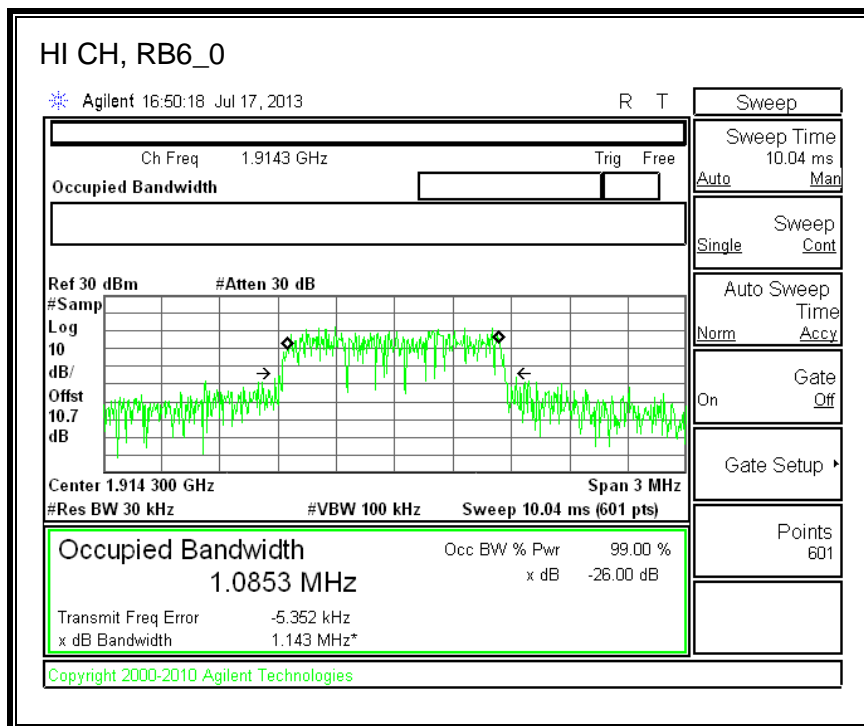 HI CH, RB6_0
Agilent 16:50:18 Jul 17, 2013 R T
Ch Freq 1.9143 GHz Trig Free
Occupied Bandwidth
Ref 30 dBm #Atten 30 dB
#Samp
Log
10
dB/
Offst
10.7
dB
Center 1.914 300 GHz Span 3 MHz
#Res BW 30 kHz #VBW 100 kHz Sweep 10.04 ms (601 pts)
Occupied Bandwidth Occ BW % Pwr 99.00 %
1.0853 MHz x dB -26.00 dB
Transmit Freq Error -5.352 kHz
x dB Bandwidth 1.143 MHz*
Copyright 2000-2010 Agilent Technologies
Sweep
Sweep Time
10.04 ms
Auto Man
Sweep
Single Cont
Auto Sweep
Time
Norm Accy
Gate
On Off
Gate Setup
Points
601